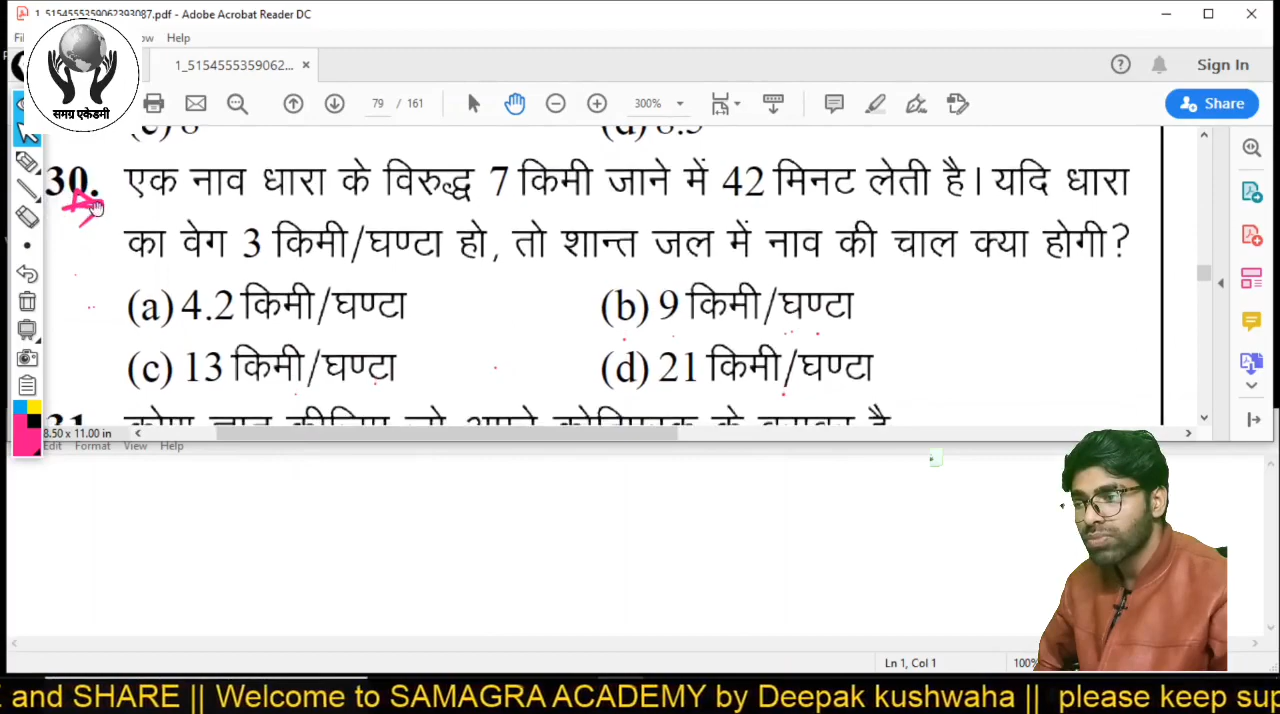 1_5154555359062393087.pdf - Adobe Acrobat Reader DC
ow Help
1_5154555359062... ×
Sign In
समग्र एकेडमी
79 / 161
300%
Share
30. एक नाव धारा के विरुद्ध 7 किमी जाने में 42 मिनट लेती है। यदि धारा
का वेग 3 किमी/घण्टा हो, तो शान्त जल में नाव की चाल क्या होगी?
(a) 4.2 किमी/घण्टा (b) 9 किमी/घण्टा
(c) 13 किमी/घण्टा (d) 21 किमी/घण्टा
8.50 x 11.00 in
Edit Format View Help
Ln 1, Col 1 100%
E and SHARE || Welcome to SAMAGRA ACADEMY by Deepak kushwaha || please keep sup